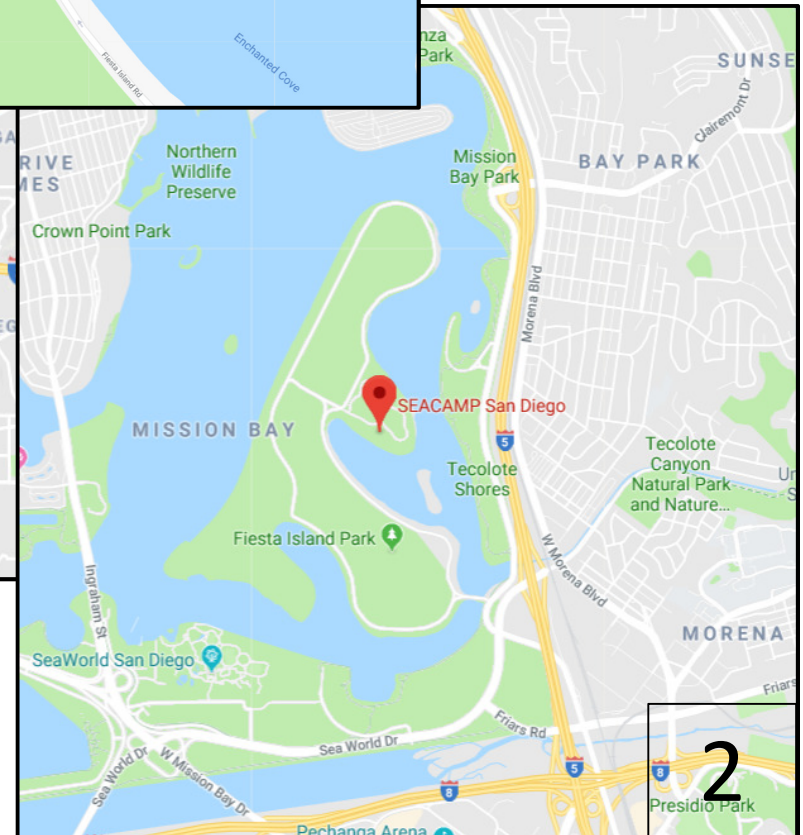 Enchanted Cove
Fiesta Island Rd
nza
Park
SUNSE
Clairemont Dr
GA
RIVE
MES
Northern
Wildlife
Preserve
Mission
Bay Park
BAY PARK
Crown Point Park
EG
Morena Blvd
SEACAMP San Diego
MISSION BAY
5
Tecolote
Shores
Tecolote
Canyon
Natural Park
and Nature...
Un
S
Fiesta Island Park
W Morena Blvd
Ingraham St
MORENA
SeaWorld San Diego
Friars
Friars Rd
Sea World Dr
Sea World Dr
W Mission Bay Dr
5
8
8
2
Presidio Park
Pechanga Arena